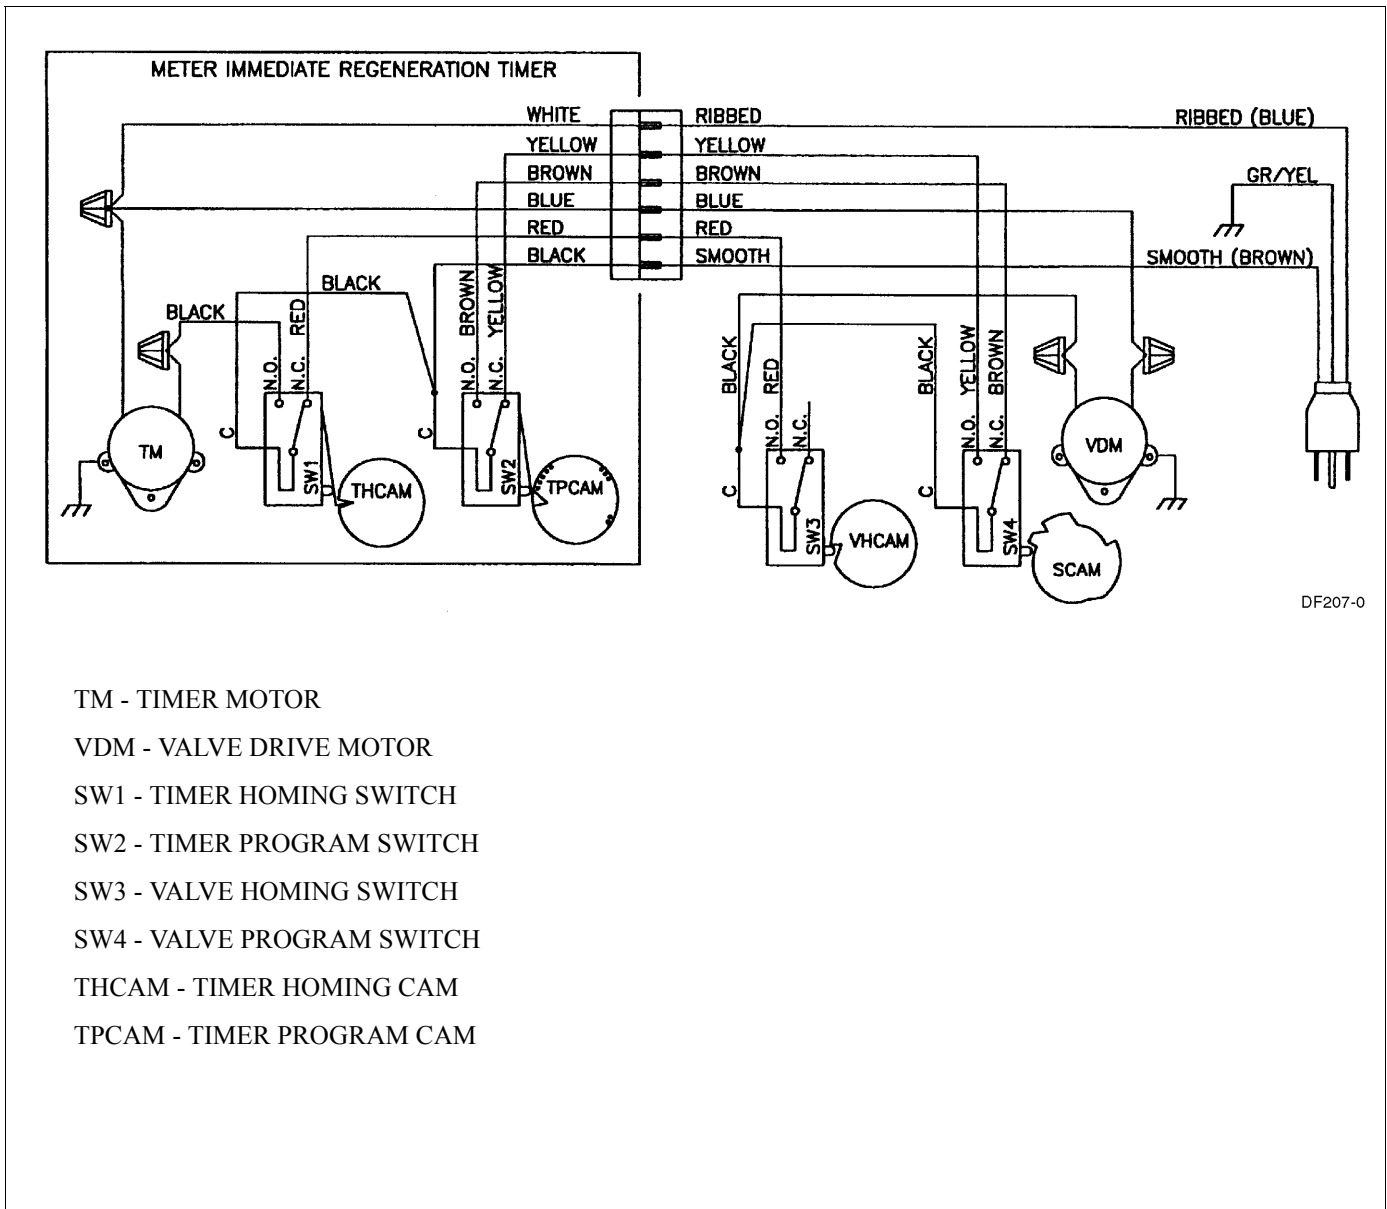 METER IMMEDIATE REGENERATION TIMER
WHITE
RIBBED
RIBBED (BLUE)
YELLOW
YELLOW
BROWN
BROWN
GR/YEL
BLUE
BLUE
RED
RED
BLACK
SMOOTH
SMOOTH (BROWN)
BLACK
BLACK
RED
BROWN
YELLOW
N.O.
N.C.
N.O.
N.C.
BLACK
RED
BLACK
YELLOW
BROWN
N.O.
N.C.
N.O.
N.C.
C
C
C
C
TM
SW1
THCAM
SW2
TPCAM
VDM
SW3
VHCAM
SW4
SCAM
DF207-0
TM - TIMER MOTOR
VDM - VALVE DRIVE MOTOR
SW1 - TIMER HOMING SWITCH
SW2 - TIMER PROGRAM SWITCH
SW3 - VALVE HOMING SWITCH
SW4 - VALVE PROGRAM SWITCH
THCAM - TIMER HOMING CAM
TPCAM - TIMER PROGRAM CAM